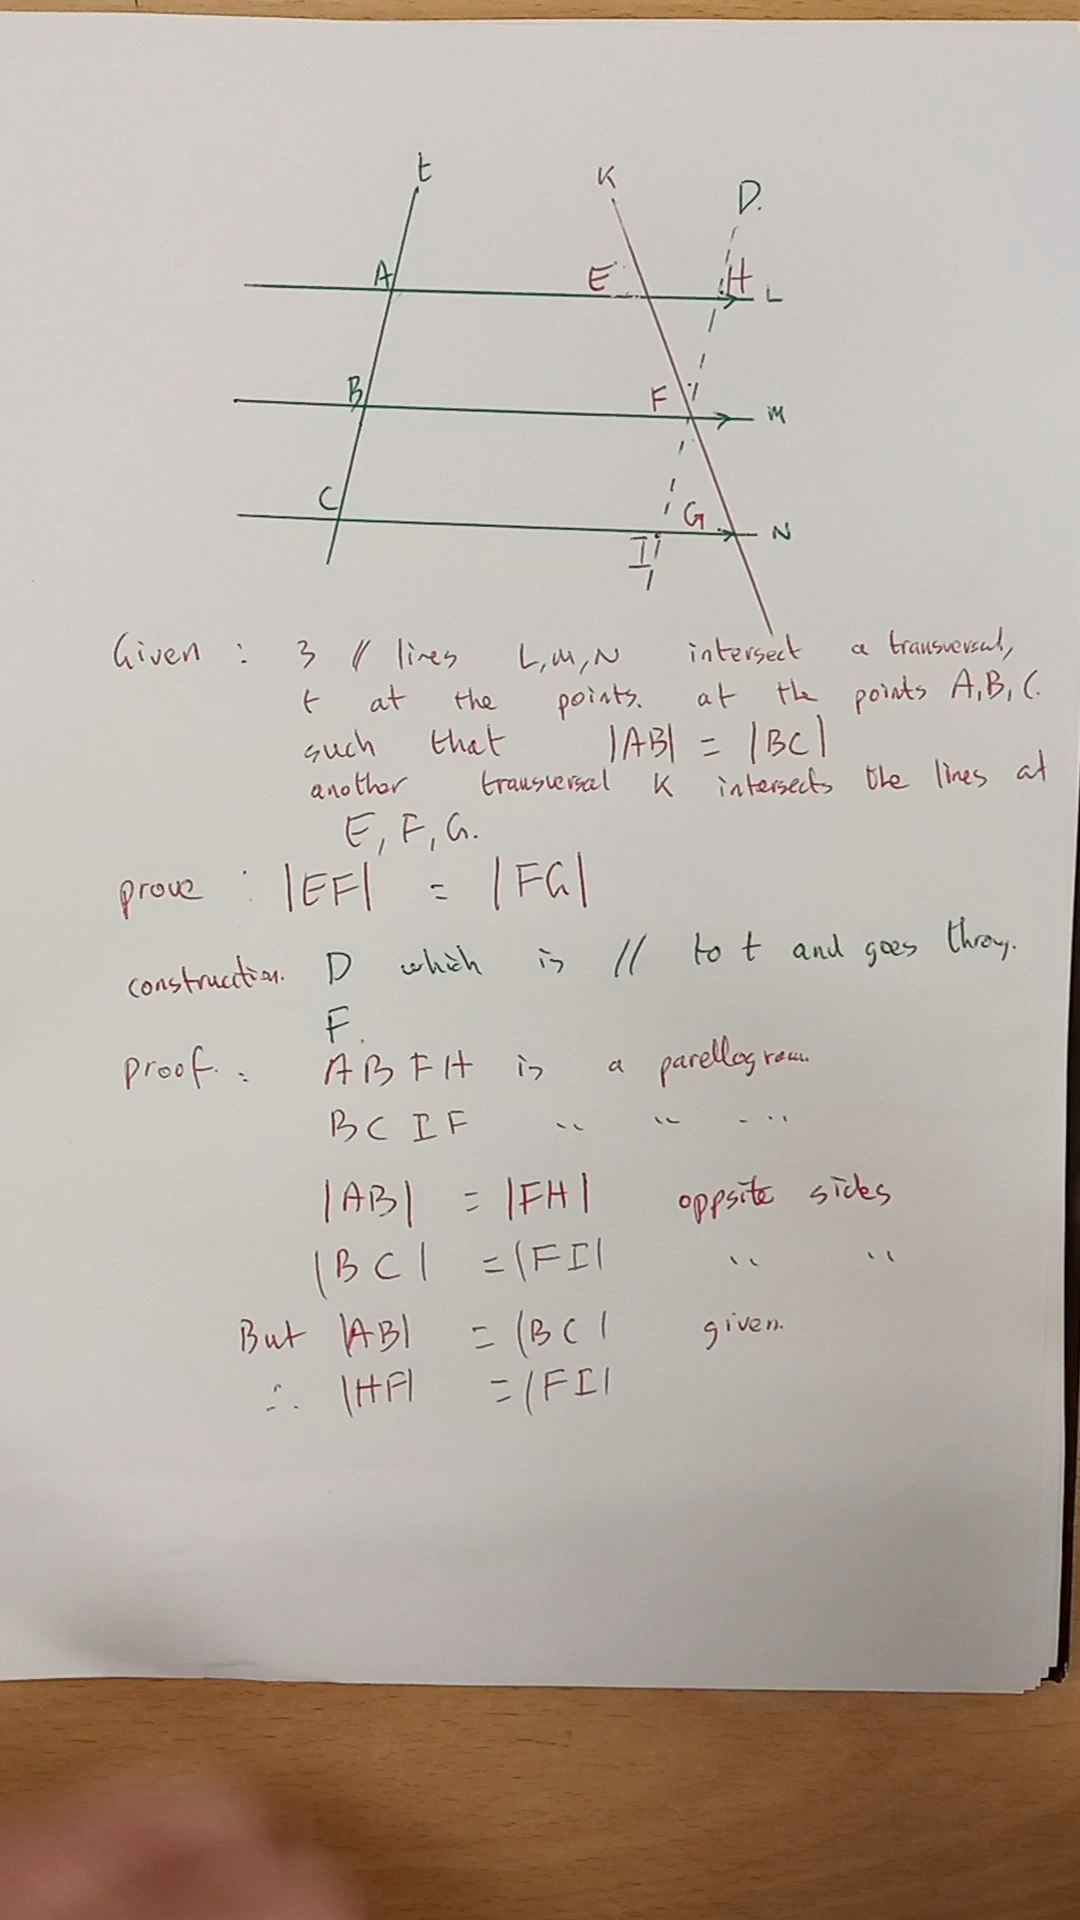 t
K
D.
A
E
H
L
B
F
M
C
G
N
I
Given : 3 // lines L, M, N intersect a transversal,
t at the points. at the points A, B, C.
such that |AB| = |BC|
another transversal K intersects the lines at
E, F, G.
prove : |EF| = |FG|
construction. D which is // to t and goes throug.
F.
Proof. : ABFH is a parellogram.
BCIF " " "
|AB| = |FH| oppsite sides
|BC| = |FI| " "
But |AB| = |BC| given.
∴ |HF| = |FI|